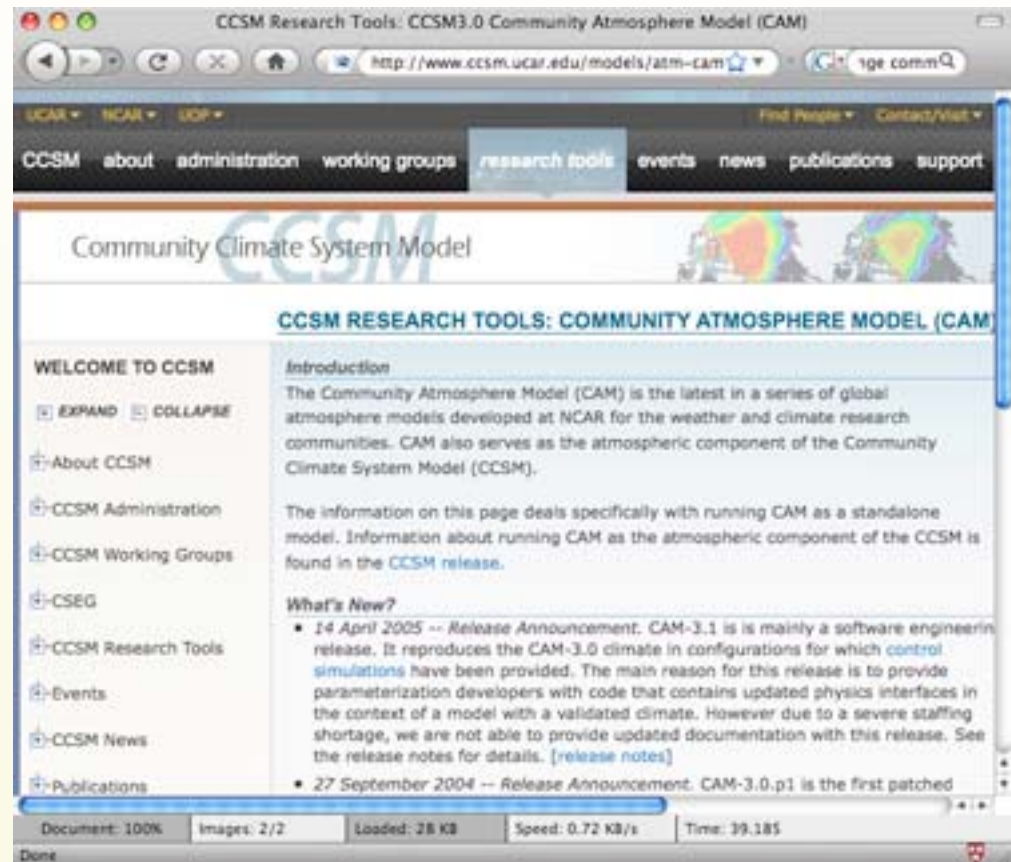 CCSM Research Tools: CCSM3.0 Community Atmosphere Model (CAM)
http://www.ccsm.ucar.edu/models/atm-cam
ge comm
UCAR NCAR UOP Find People Contact/Visit
CCSM about administration working groups research tools events news publications support
CCSM
Community Climate System Model
CCSM RESEARCH TOOLS: COMMUNITY ATMOSPHERE MODEL (CAM)
WELCOME TO CCSM
EXPAND COLLAPSE
About CCSM
CCSM Administration
CCSM Working Groups
CSEG
CCSM Research Tools
Events
CCSM News
Publications
Introduction
The Community Atmosphere Model (CAM) is the latest in a series of global
atmosphere models developed at NCAR for the weather and climate research
communities. CAM also serves as the atmospheric component of the Community
Climate System Model (CCSM).
The information on this page deals specifically with running CAM as a standalone
model. Information about running CAM as the atmospheric component of the CCSM is
found in the CCSM release.
What's New?
• 14 April 2005 -- Release Announcement. CAM-3.1 is is mainly a software engineerin
release. It reproduces the CAM-3.0 climate in configurations for which control
simulations have been provided. The main reason for this release is to provide
parameterization developers with code that contains updated physics interfaces in
the context of a model with a validated climate. However due to a severe staffing
shortage, we are not able to provide updated documentation with this release. See
the release notes for details. [release notes]
• 27 September 2004 -- Release Announcement. CAM-3.0.p1 is the first patched
Document: 100% Images: 2/2 Loaded: 28 KB Speed: 0.72 KB/s Time: 39.185
Done